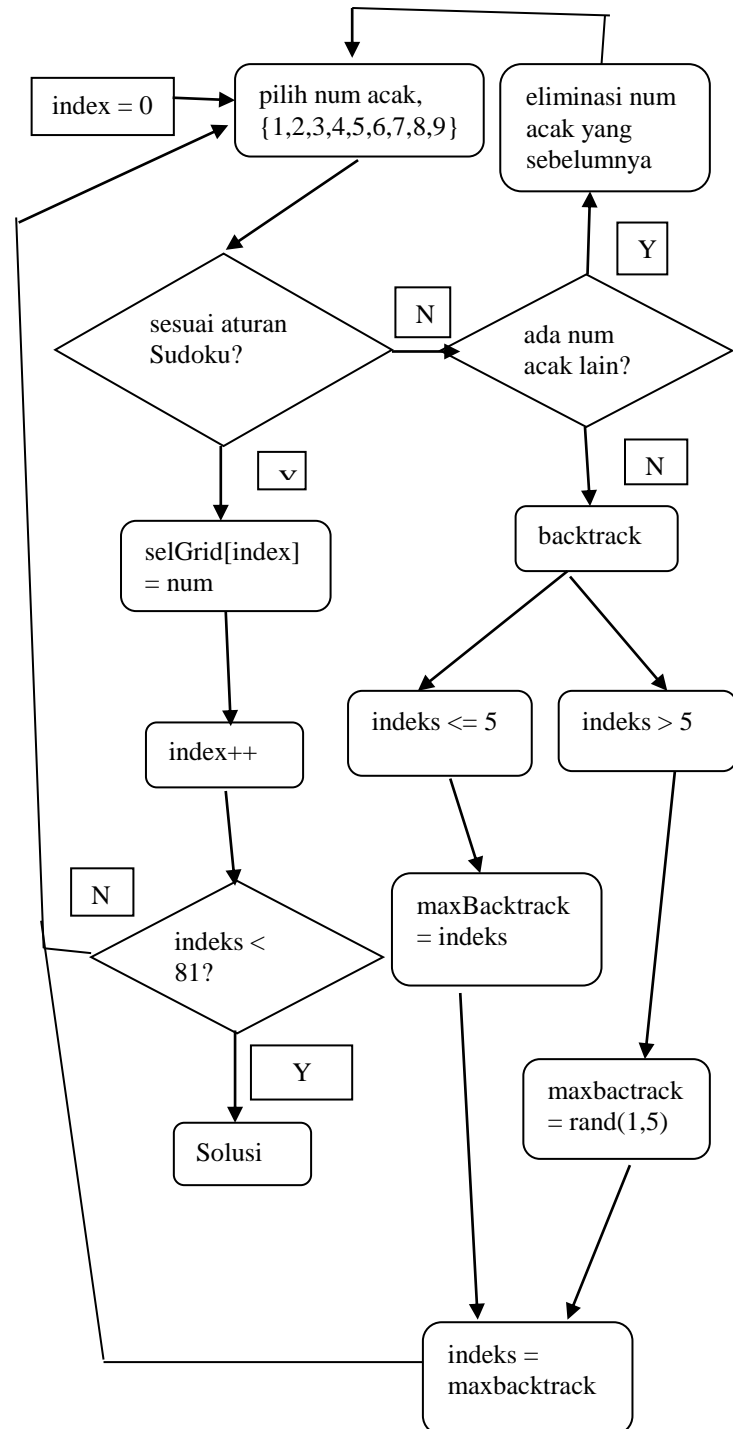 index = 0
pilih num acak,
{1,2,3,4,5,6,7,8,9}
eliminasi num
acak yang
sebelumnya
Y
sesuai aturan
Sudoku?
N
ada num
acak lain?
N
selGrid[index]
= num
backtrack
indeks <= 5
indeks > 5
index++
N
maxBacktrack
= indeks
indeks <
81?
Y
maxbactrack
= rand(1,5)
Solusi
indeks =
maxbacktrack